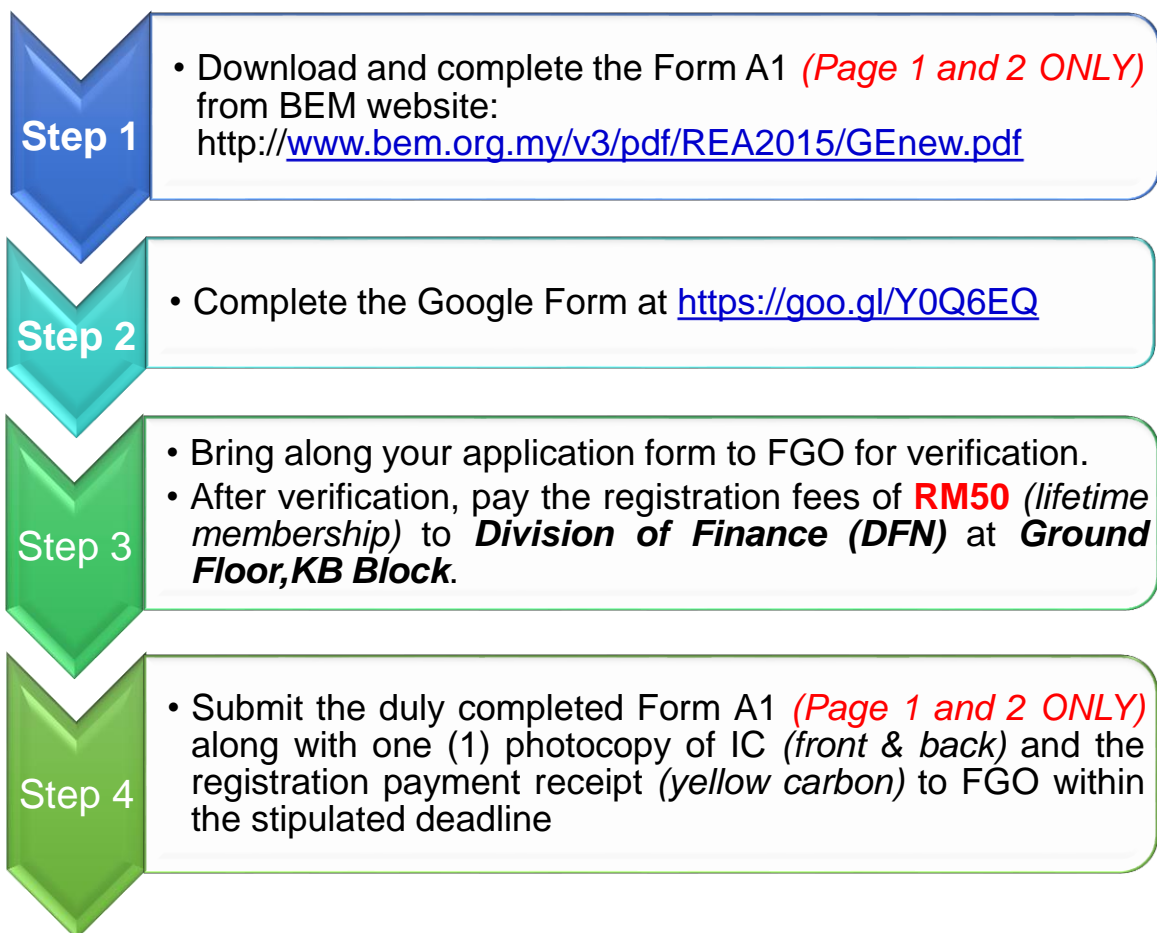 Step 1
• Download and complete the Form A1 (Page 1 and 2 ONLY)
from BEM website:
http://www.bem.org.my/v3/pdf/REA2015/GEnew.pdf
Step 2
• Complete the Google Form at https://goo.gl/Y0Q6EQ
Step 3
• Bring along your application form to FGO for verification.
• After verification, pay the registration fees of RM50 (lifetime
membership) to Division of Finance (DFN) at Ground
Floor,KB Block.
Step 4
• Submit the duly completed Form A1 (Page 1 and 2 ONLY)
along with one (1) photocopy of IC (front & back) and the
registration payment receipt (yellow carbon) to FGO within
the stipulated deadline